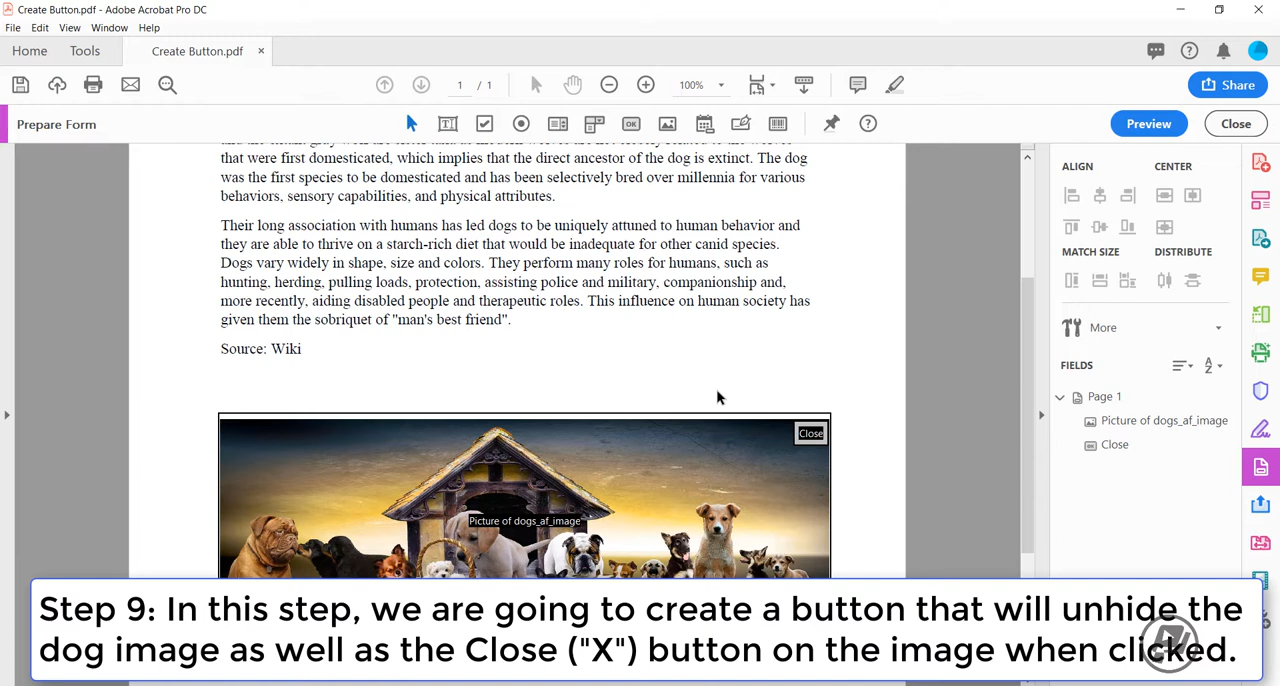 Create Button.pdf - Adobe Acrobat Pro DC
File Edit View Window Help
Home Tools Create Button.pdf ×
1 / 1 100% Share
Prepare Form OK Preview Close
that were first domesticated, which implies that the direct ancestor of the dog is extinct. The dog
was the first species to be domesticated and has been selectively bred over millennia for various
behaviors, sensory capabilities, and physical attributes.
Their long association with humans has led dogs to be uniquely attuned to human behavior and
they are able to thrive on a starch-rich diet that would be inadequate for other canid species.
Dogs vary widely in shape, size and colors. They perform many roles for humans, such as
hunting, herding, pulling loads, protection, assisting police and military, companionship and,
more recently, aiding disabled people and therapeutic roles. This influence on human society has
given them the sobriquet of "man's best friend".
Source: Wiki
Close
Picture of dogs_af_image
ALIGN CENTER
MATCH SIZE DISTRIBUTE
More
FIELDS
Page 1
Picture of dogs_af_image
OK Close
Step 9: In this step, we are going to create a button that will unhide the
dog image as well as the Close ("X") button on the image when clicked.